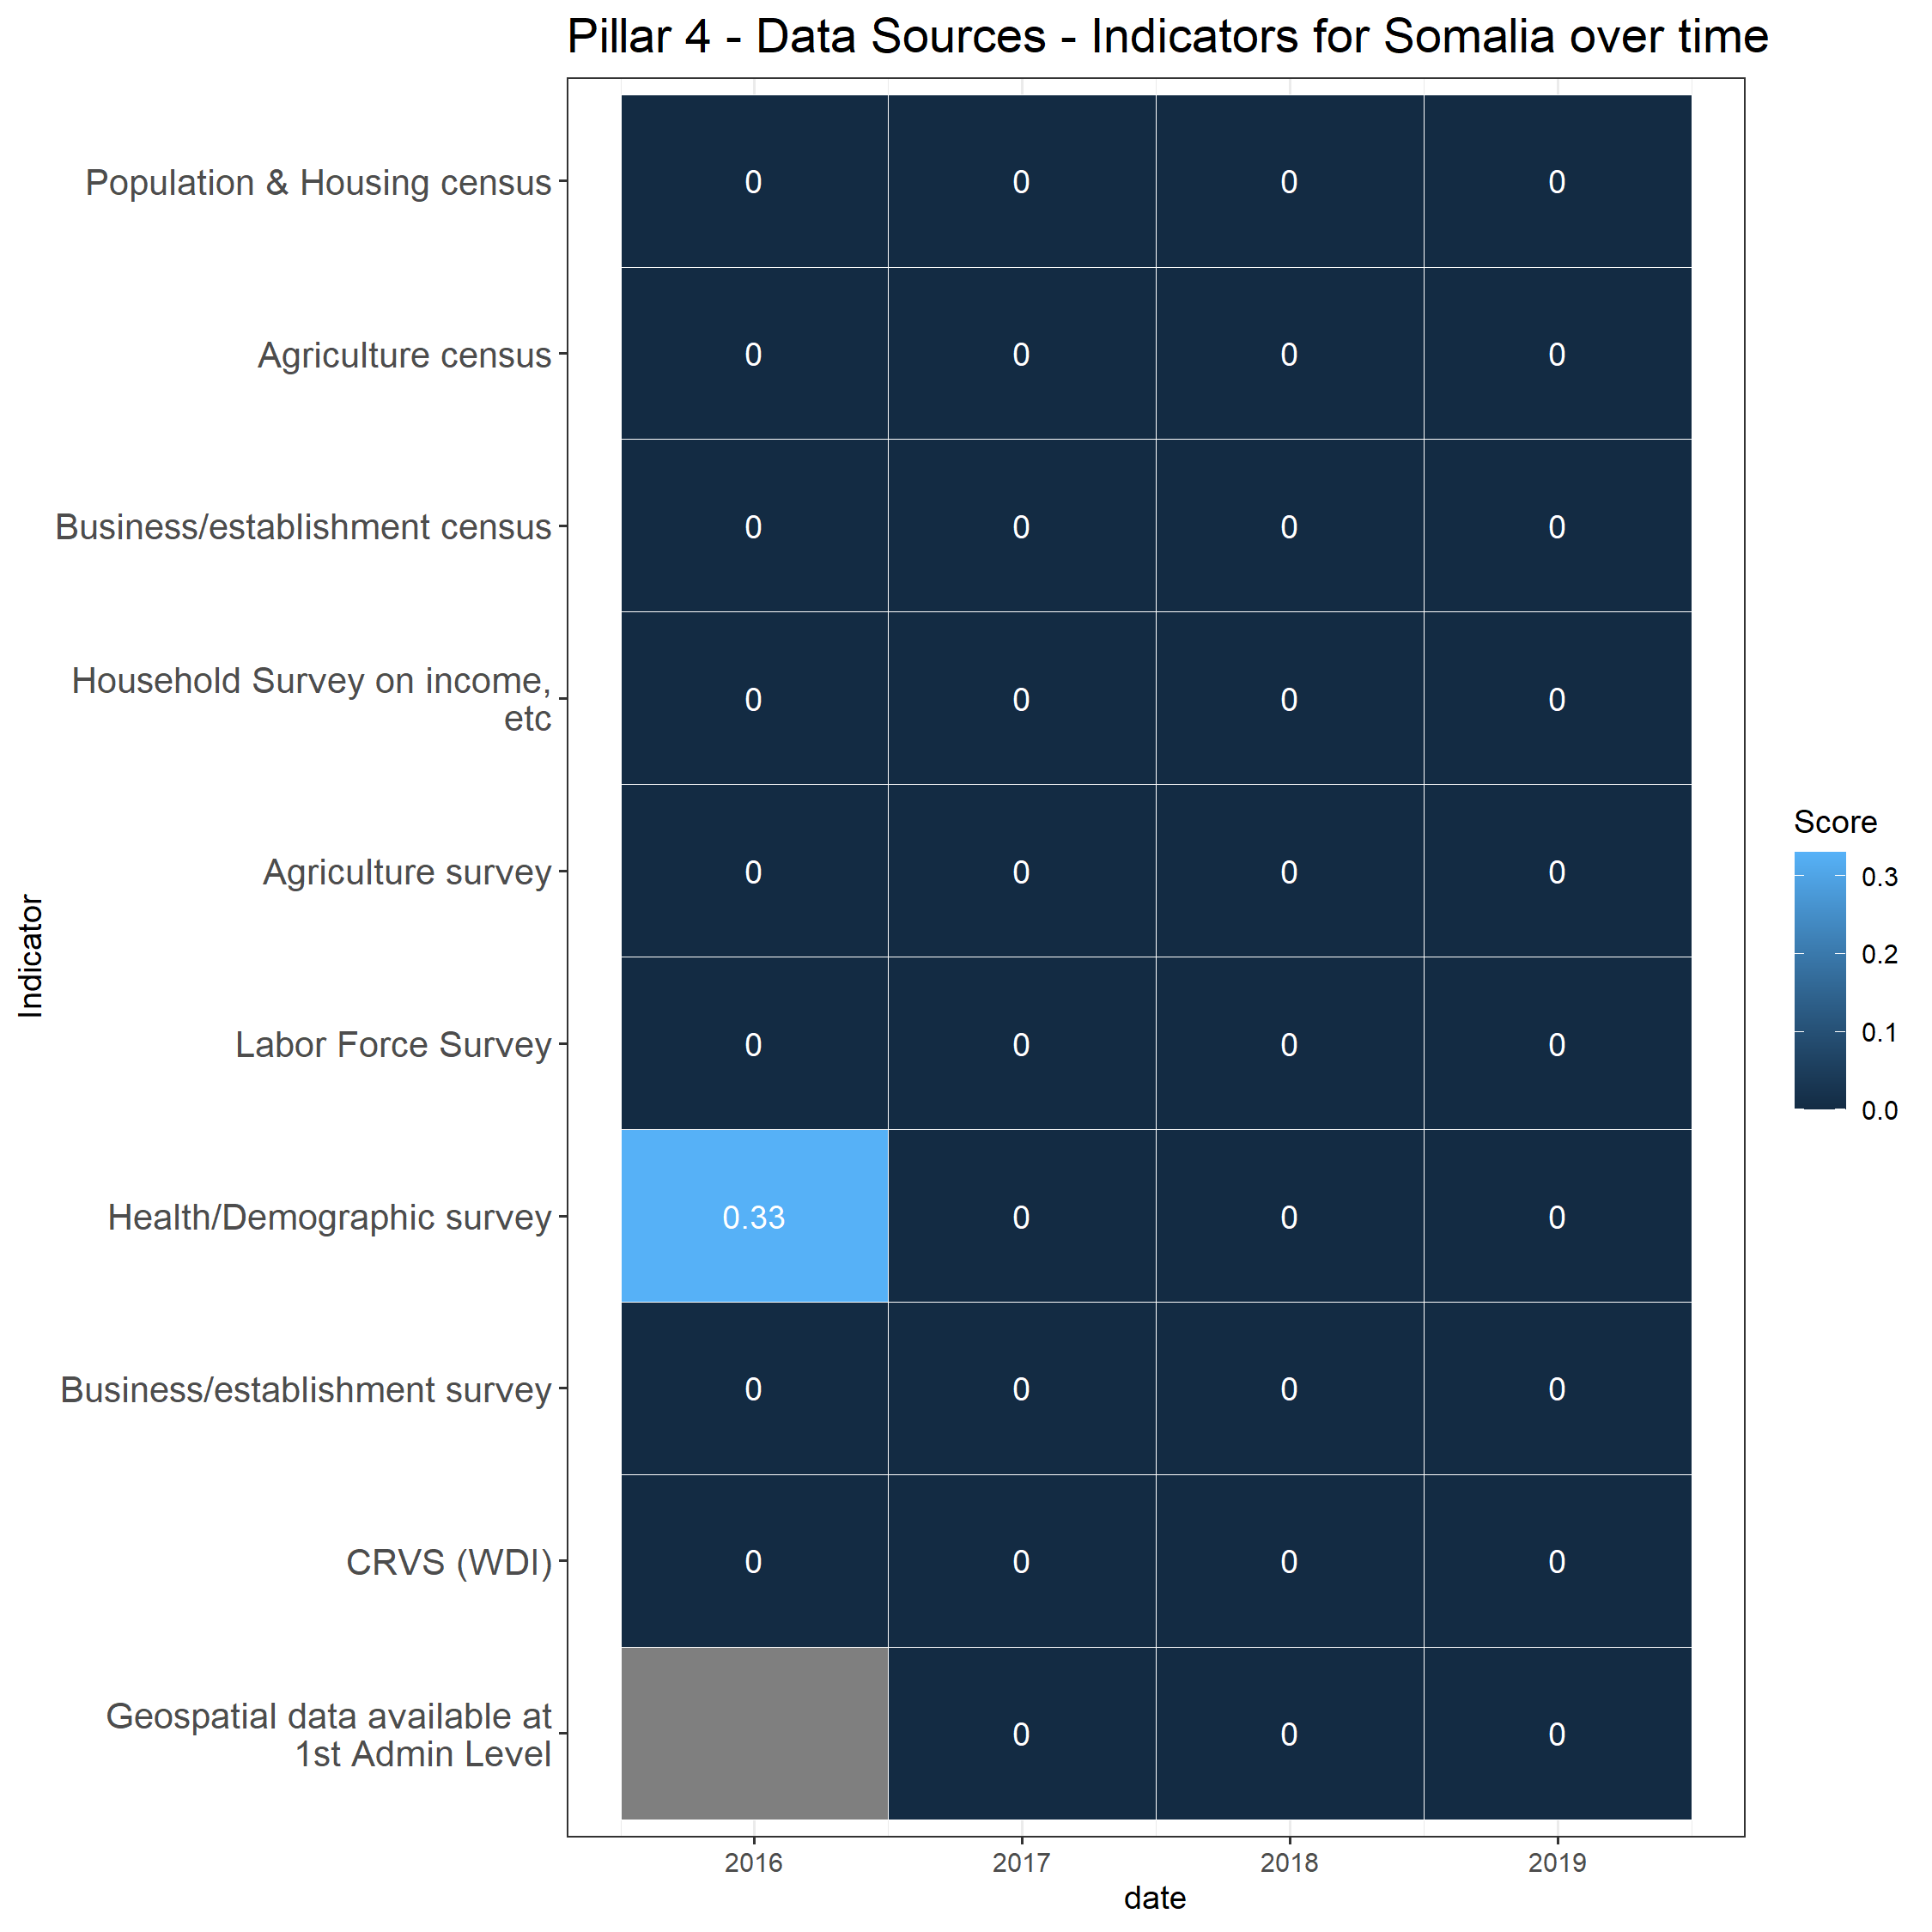 Pillar 4 - Data Sources - Indicators for Somalia over time
Population & Housing census
0 0 0 0
Agriculture census
0 0 0 0
Business/establishment census
0 0 0 0
Household Survey on income,
etc
0 0 0 0
Agriculture survey
0 0 0 0
Labor Force Survey
0 0 0 0
Health/Demographic survey
0.33 0 0 0
Business/establishment survey
0 0 0 0
CRVS (WDI)
0 0 0 0
Geospatial data available at
1st Admin Level
0 0 0
2016 2017 2018 2019
date
Indicator
Score
0.3
0.2
0.1
0.0